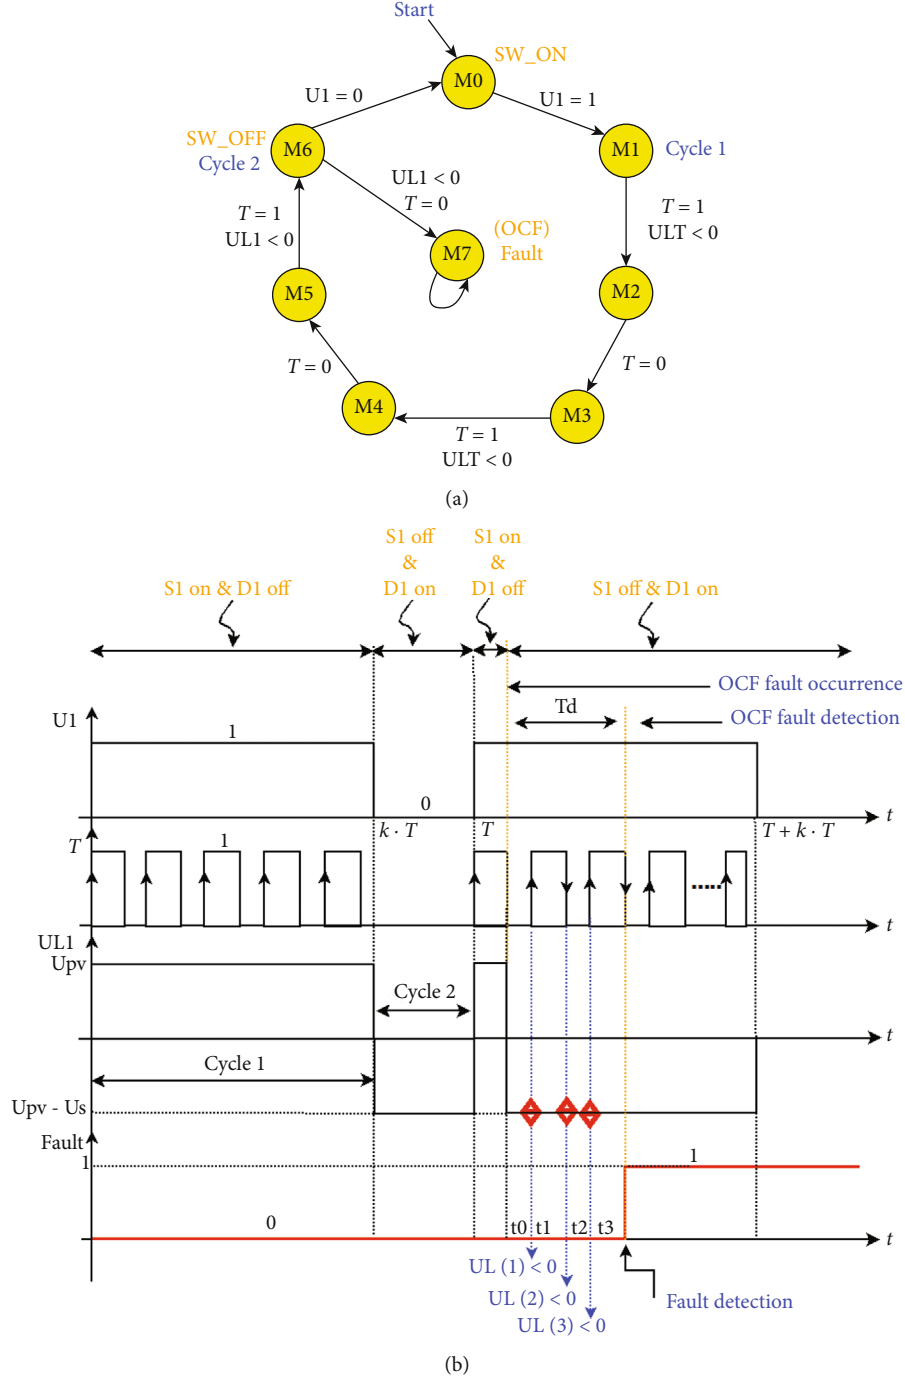 Start
SW_ON
M0
U1 = 0
U1 = 1
SW_OFF
Cycle 2
M6
M1
Cycle 1
UL1 < 0
T = 0
T = 1
UL1 < 0
T = 1
ULT < 0
(OCF)
Fault
M7
M5
M2
T = 0
T = 0
M4
M3
T = 1
ULT < 0
(a)
S1 off
&
D1 on
S1 on
&
D1 off
S1 on & D1 off
S1 off & D1 on
OCF fault occurrence
Td
OCF fault detection
U1
1
0
t
k · T
T
T + k · T
T
1
.....
t
UL1
Upv
Cycle 2
t
Cycle 1
Upv - Us
Fault
1
1
0
t0 t1 t2 t3
t
UL (1) < 0
UL (2) < 0
UL (3) < 0
Fault detection
(b)